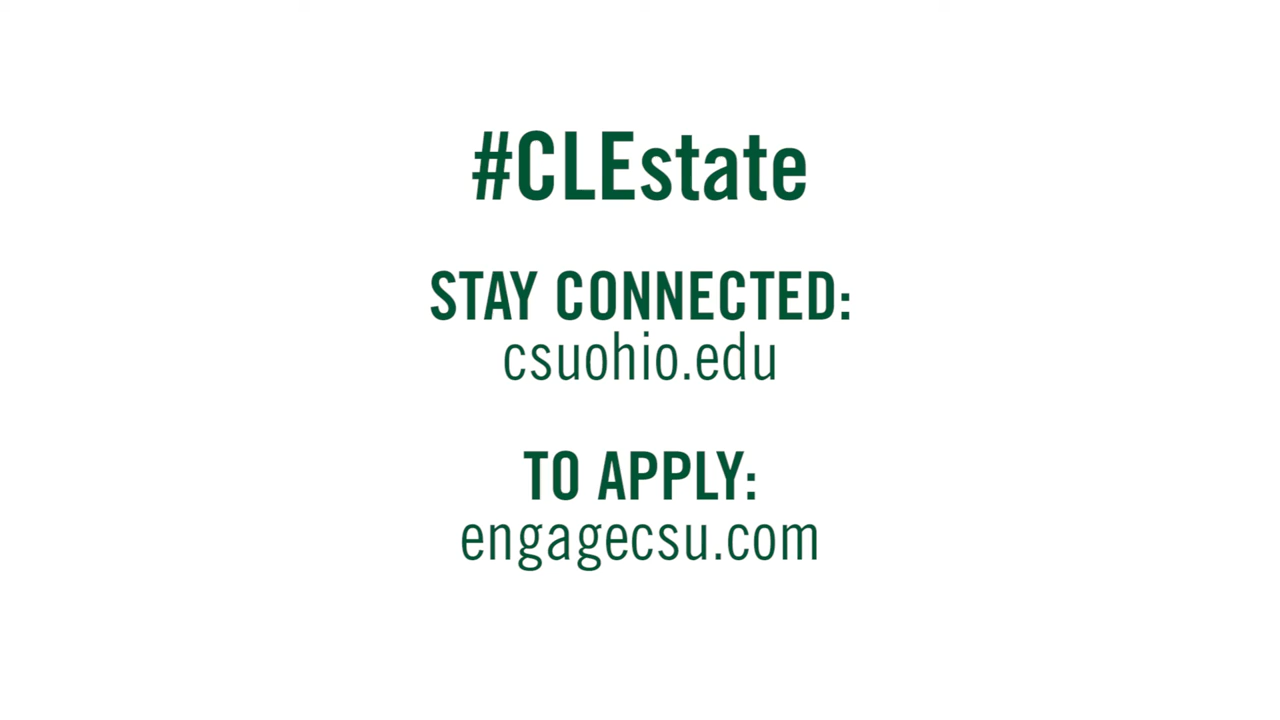 #CLEstate
STAY CONNECTED:
csuohio.edu
TO APPLY:
engagecsu.com